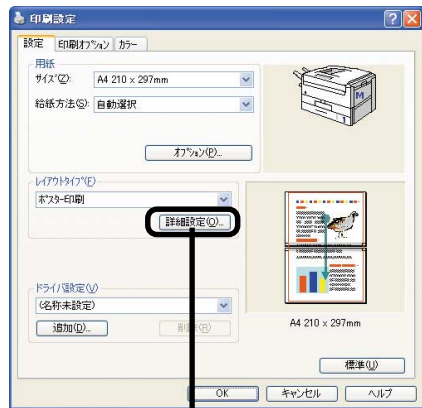 印刷設定
設定 印刷ｵﾌﾟｼｮﾝ ｶﾗｰ
用紙
ｻｲｽﾞ(Z): A4 210 x 297mm
給紙方法(S): 自動選択
ｵﾌﾟｼｮﾝ(P)...
ﾚｲｱｳﾄﾀｲﾌﾟ(E)
ﾎﾟｽﾀｰ印刷
詳細設定(O)...
ﾄﾞﾗｲﾊﾞ設定(V)
(名称未設定)
追加(D)... (R)
A4 210 x 297mm
標準(U)
OK キャンセル ヘルプ
M